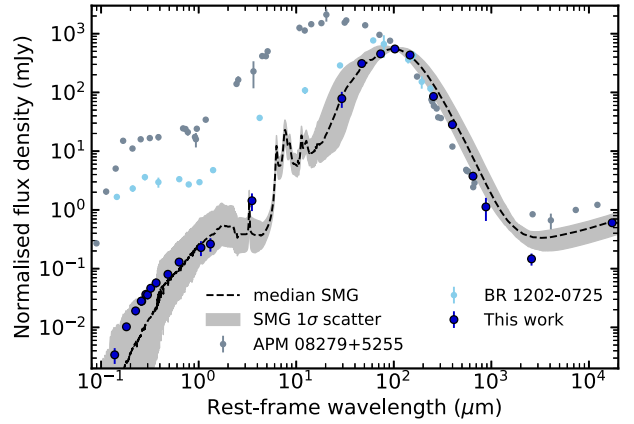 Normalised flux density (mJy)
10³
10²
10¹
10⁰
10⁻¹
10⁻²
median SMG
SMG 1σ scatter
APM 08279+5255
BR 1202-0725
This work
10⁻¹ 10⁰ 10¹ 10² 10³ 10⁴
Rest-frame wavelength (μm)